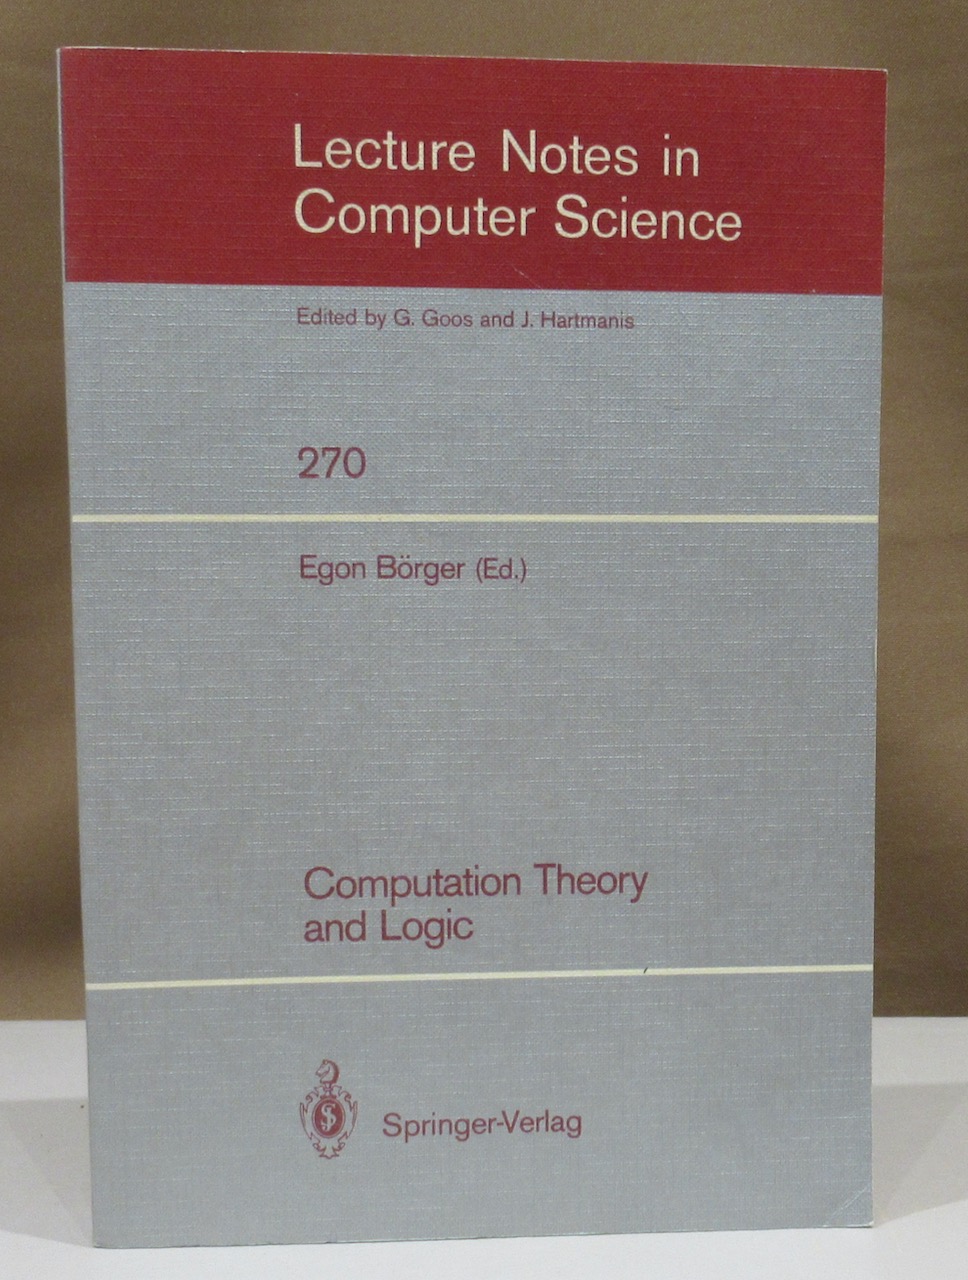 Lecture Notes in
Computer Science
Edited by G. Goos and J. Hartmanis
270
Egon Börger (Ed.)
Computation Theory
and Logic
Springer-Verlag